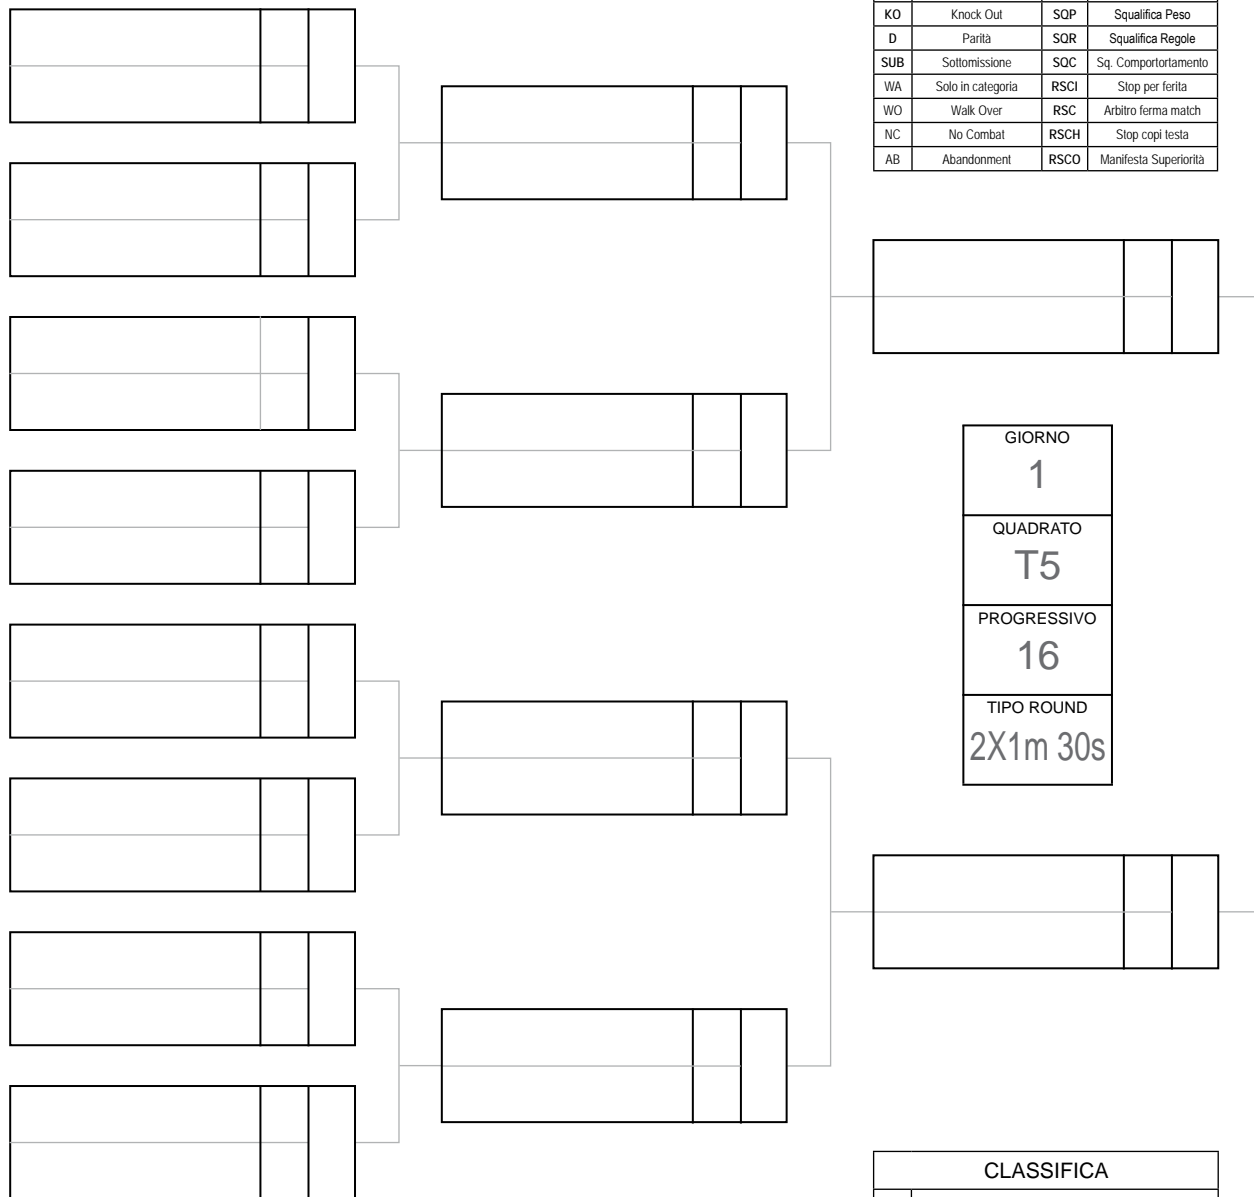 KO Knock Out SQP Squalifica Peso
D Parità SQR Squalifica Regole
SUB Sottomissione SQC Sq. Comportortamento
WA Solo in categoria RSCI Stop per ferita
WO Walk Over RSC Arbitro ferma match
NC No Combat RSCH Stop copi testa
AB Abandonment RSCO Manifesta Superiorità
GIORNO
1
QUADRATO
T5
PROGRESSIVO
16
TIPO ROUND
2X1m 30s
CLASSIFICA